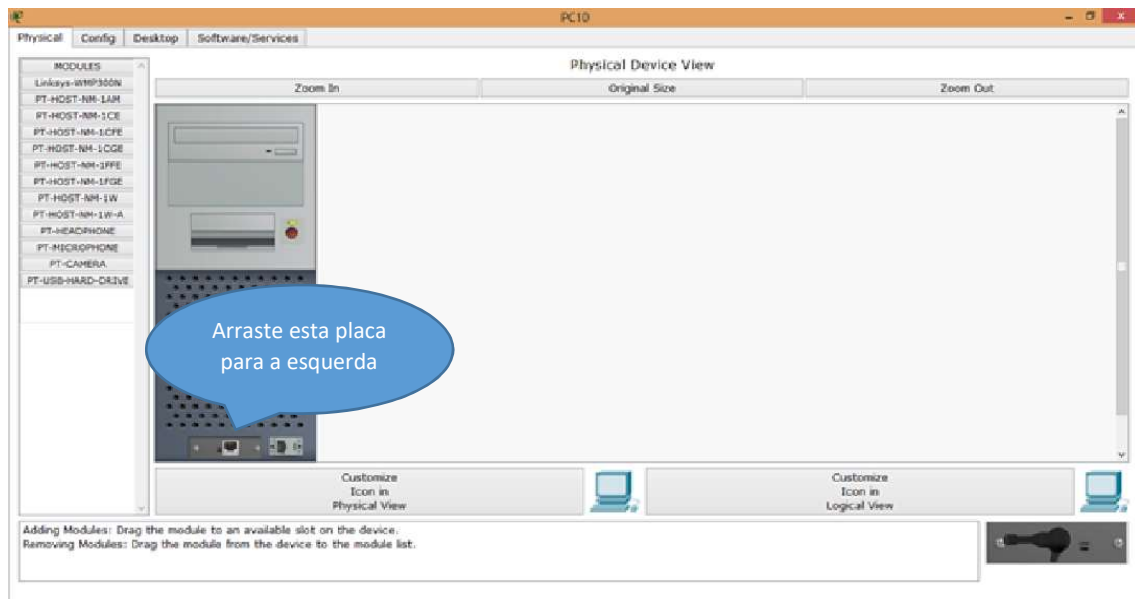 PC10
Physical Config Desktop Software/Services
MODULES
Linksys-WMP300N
PT-HOST-NM-1AM
PT-HOST-NM-1CE
PT-HOST-NM-1CFE
PT-HOST-NM-1CGE
PT-HOST-NM-1FFE
PT-HOST-NM-1FGE
PT-HOST-NM-1W
PT-HOST-NM-1W-A
PT-HEADPHONE
PT-MICROPHONE
PT-CAMERA
PT-USB-HARD-DRIVE
Physical Device View
Zoom In Original Size Zoom Out
Arraste esta placa
para a esquerda
Customize
Icon in
Physical View
Customize
Icon in
Logical View
Adding Modules: Drag the module to an available slot on the device.
Removing Modules: Drag the module from the device to the module list.